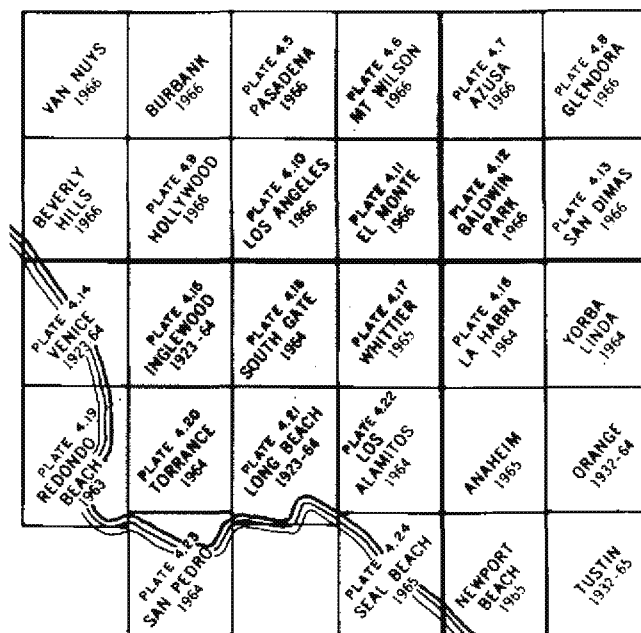 VAN NUYS
1966
BURBANK
1966
PLATE 4.5
PASADENA
1966
PLATE 4.6
MT WILSON
1966
PLATE 4.7
AZUSA
1966
PLATE 4.8
GLENDORA
1966
BEVERLY
HILLS
1966
PLATE 4.9
HOLLYWOOD
1966
PLATE 4.10
LOS ANGELES
1966
PLATE 4.11
EL MONTE
1966
PLATE 4.12
BALDWIN
PARK
1966
PLATE 4.13
SAN DIMAS
1966
PLATE 4.14
VENICE
1923-64
PLATE 4.15
INGLEWOOD
1923-64
PLATE 4.16
SOUTH GATE
1964
PLATE 4.17
WHITTIER
1965
PLATE 4.18
LA HABRA
1964
YORBA
LINDA
1964
PLATE 4.19
REDONDO
BEACH
1963
PLATE 4.20
TORRANCE
1964
PLATE 4.21
LONG BEACH
1923-64
PLATE 4.22
LOS
ALAMITOS
1964
ANAHEIM
1965
ORANGE
1932-64
PLATE 4.23
SAN PEDRO
1964
PLATE 4.24
SEAL BEACH
1965
NEWPORT
BEACH
1965
TUSTIN
1932-65